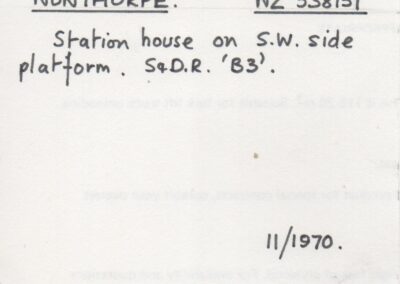 NUNTHORPE. NZ 538151
Station house on S.W. side
platform. S&D.R. 'B3'.
11/1970.